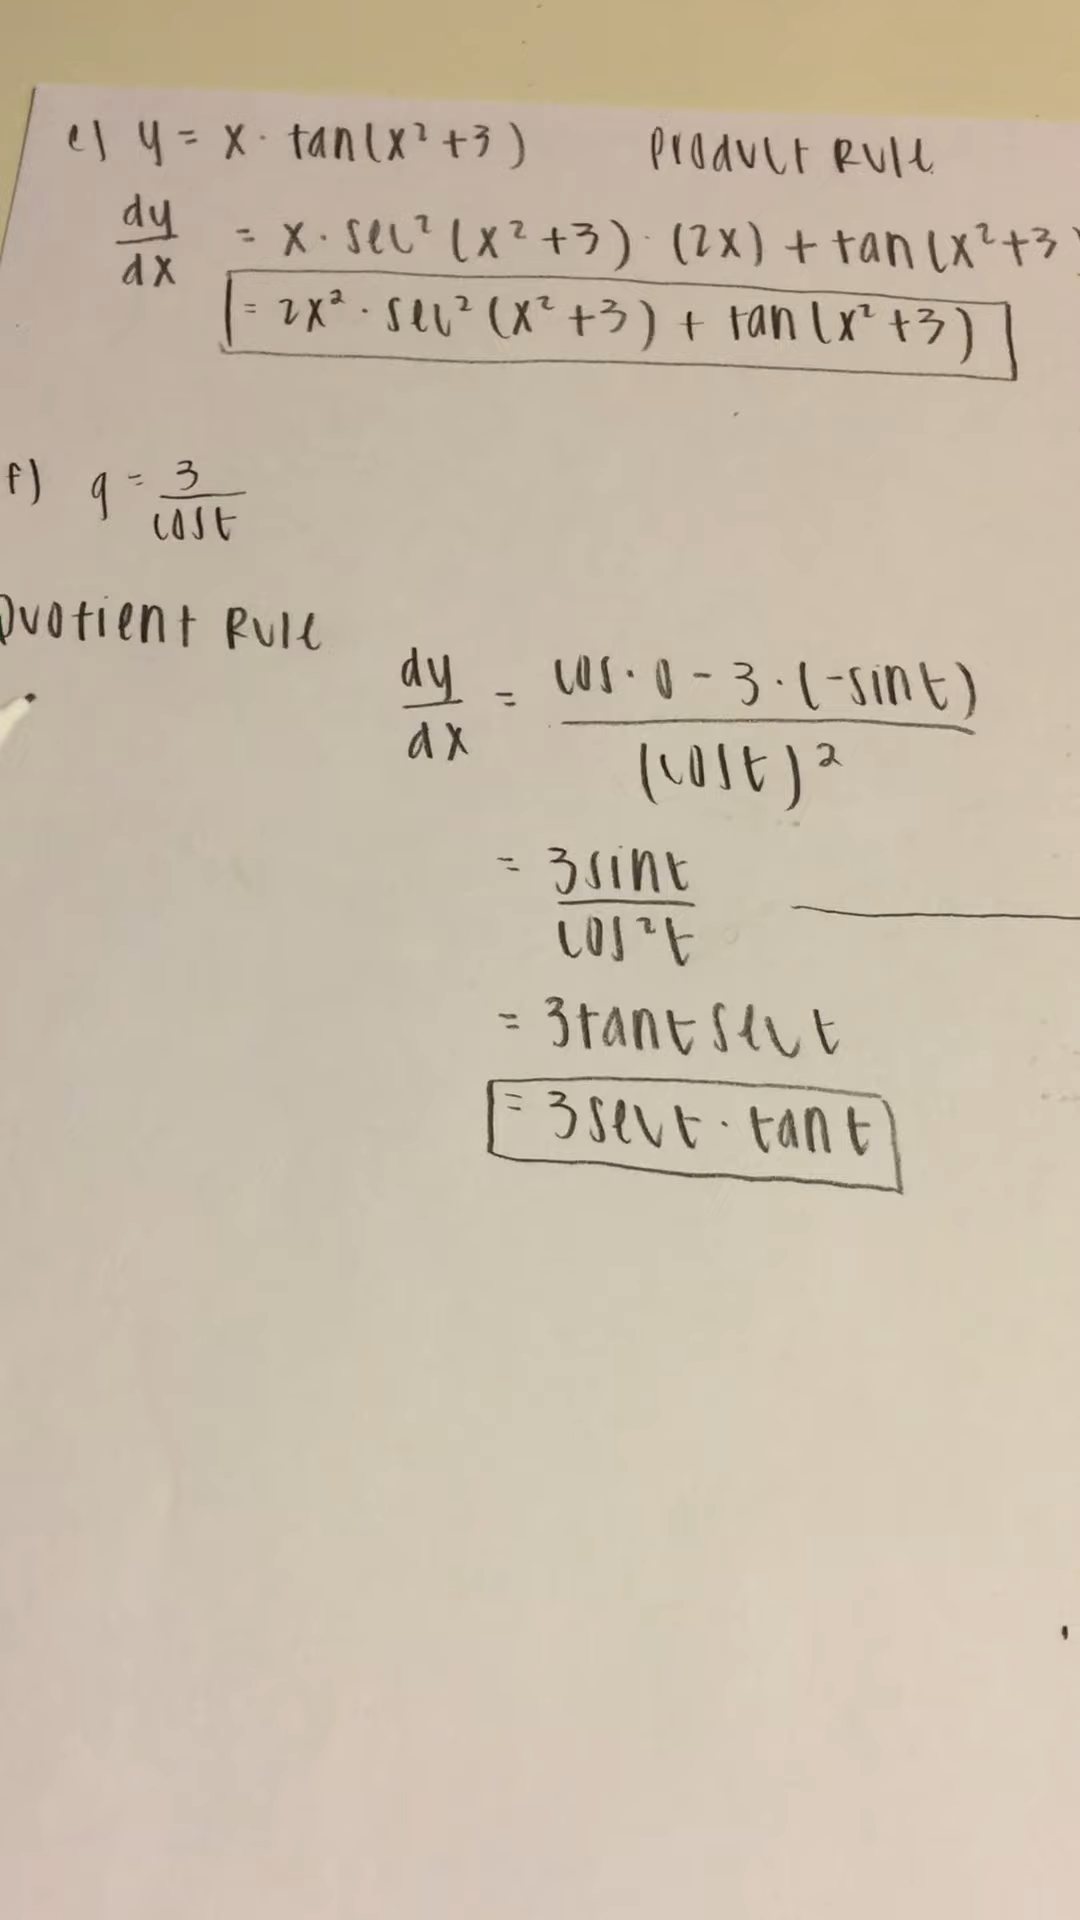 e) y = x · tan(x² + 3) Product Rule
dy/dx = x · sec² (x² + 3) · (2x) + tan(x² + 3)
= 2x² · sec² (x² + 3) + tan(x² + 3)
f) q = 3/cost
Quotient Rule
dy/dx = cos · 0 - 3 · (-sint)/(cost)²
= 3sint/cos²t
= 3tant sect
= 3sect · tant